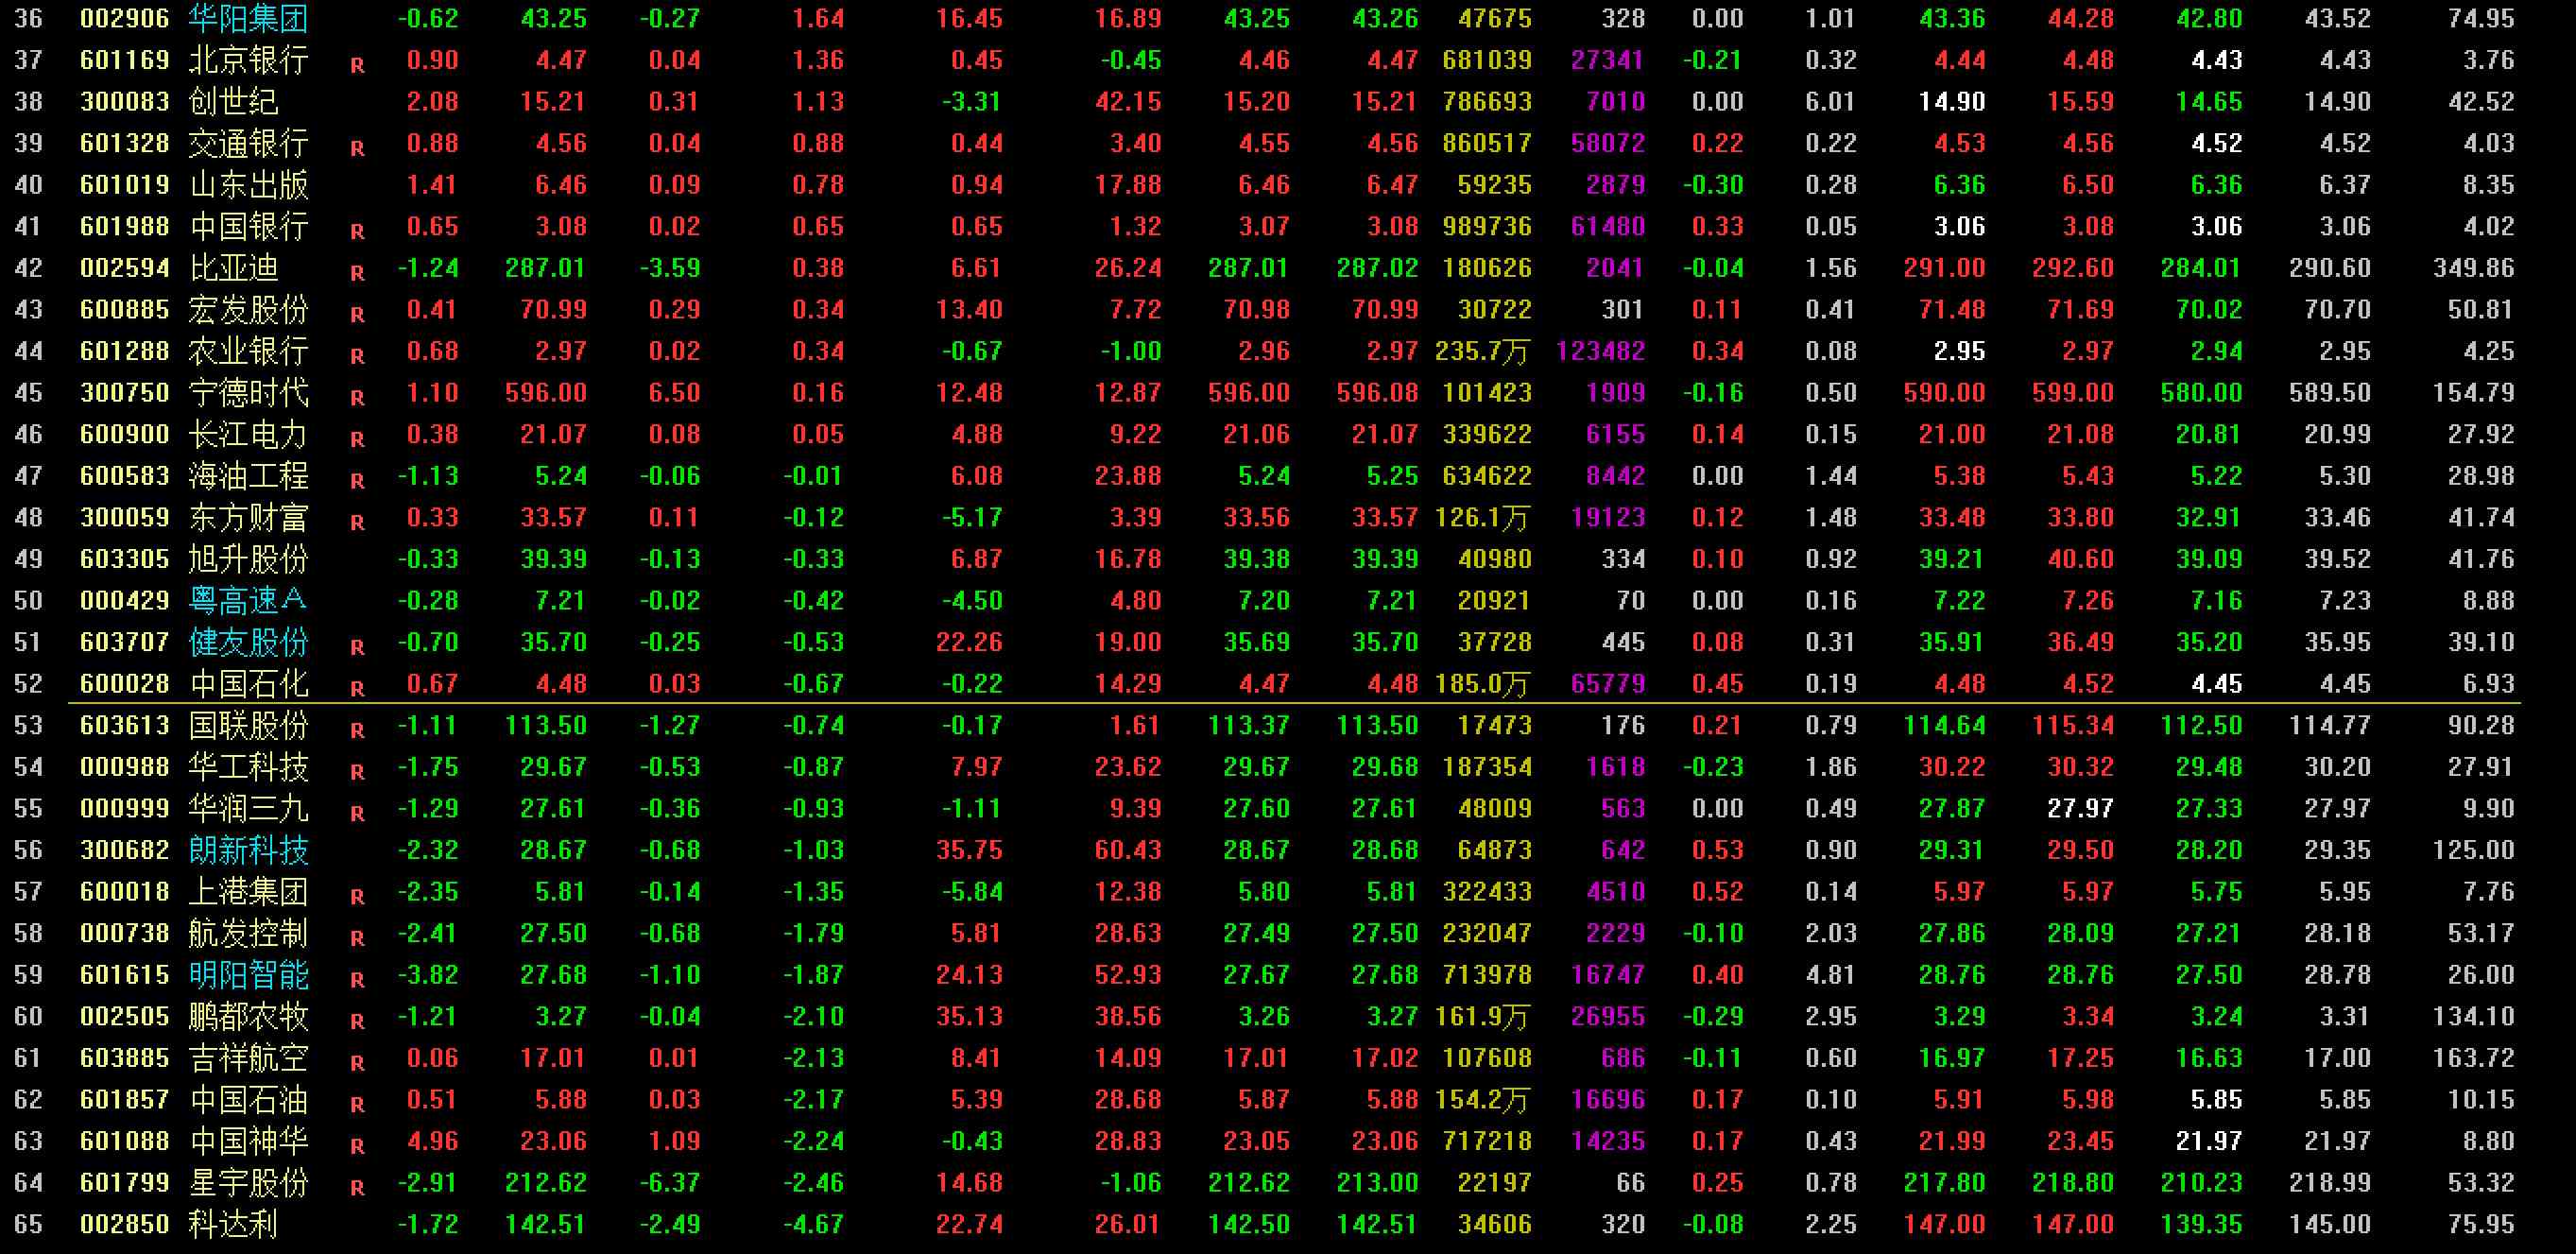 36 002906 华阳集团 -0.62 43.25 -0.27 1.64 16.45 16.89 43.25 43.26 47675 328 0.00 1.01 43.36 44.28 42.80 43.52 74.95
37 601169 北京银行 R 0.90 4.47 0.04 1.36 0.45 -0.45 4.46 4.47 681039 27341 -0.21 0.32 4.44 4.48 4.43 4.43 3.76
38 300083 创世纪 2.08 15.21 0.31 1.13 -3.31 42.15 15.20 15.21 786693 7010 0.00 6.01 14.90 15.59 14.65 14.90 42.52
39 601328 交通银行 R 0.88 4.56 0.04 0.88 0.44 3.40 4.55 4.56 860517 58072 0.22 0.22 4.53 4.56 4.52 4.52 4.03
40 601019 山东出版 1.41 6.46 0.09 0.78 0.94 17.88 6.46 6.47 59235 2879 -0.30 0.28 6.36 6.50 6.36 6.37 8.35
41 601988 中国银行 R 0.65 3.08 0.02 0.65 0.65 1.32 3.07 3.08 989736 61480 0.33 0.05 3.06 3.08 3.06 3.06 4.02
42 002594 比亚迪 R -1.24 287.01 -3.59 0.38 6.61 26.24 287.01 287.02 180626 2041 -0.04 1.56 291.00 292.60 284.01 290.60 349.86
43 600885 宏发股份 R 0.41 70.99 0.29 0.34 13.40 7.72 70.98 70.99 30722 301 0.11 0.41 71.48 71.69 70.02 70.70 50.81
44 601288 农业银行 R 0.68 2.97 0.02 0.34 -0.67 -1.00 2.96 2.97 235.7万 123482 0.34 0.08 2.95 2.97 2.94 2.95 4.25
45 300750 宁德时代 R 1.10 596.00 6.50 0.16 12.48 12.87 596.00 596.08 101423 1909 -0.16 0.50 590.00 599.00 580.00 589.50 154.79
46 600900 长江电力 R 0.38 21.07 0.08 0.05 4.88 9.22 21.06 21.07 339622 6155 0.14 0.15 21.00 21.08 20.81 20.99 27.92
47 600583 海油工程 R -1.13 5.24 -0.06 -0.01 6.08 23.88 5.24 5.25 634622 8442 0.00 1.44 5.38 5.43 5.22 5.30 28.98
48 300059 东方财富 R 0.33 33.57 0.11 -0.12 -5.17 3.39 33.56 33.57 126.1万 19123 0.12 1.48 33.48 33.80 32.91 33.46 41.74
49 603305 旭升股份 -0.33 39.39 -0.13 -0.33 6.87 16.78 39.38 39.39 40980 334 0.10 0.92 39.21 40.60 39.09 39.52 41.76
50 000429 粤高速A -0.28 7.21 -0.02 -0.42 -4.50 4.80 7.20 7.21 20921 70 0.00 0.16 7.22 7.26 7.16 7.23 8.88
51 603707 健友股份 R -0.70 35.70 -0.25 -0.53 22.26 19.00 35.69 35.70 37728 445 0.08 0.31 35.91 36.49 35.20 35.95 39.10
52 600028 中国石化 R 0.67 4.48 0.03 -0.67 -0.22 14.29 4.47 4.48 185.0万 65779 0.45 0.19 4.48 4.52 4.45 4.45 6.93
53 603613 国联股份 R -1.11 113.50 -1.27 -0.74 -0.17 1.61 113.37 113.50 17473 176 0.21 0.79 114.64 115.34 112.50 114.77 90.28
54 000988 华工科技 R -1.75 29.67 -0.53 -0.87 7.97 23.62 29.67 29.68 187354 1618 -0.23 1.86 30.22 30.32 29.48 30.20 27.91
55 000999 华润三九 R -1.29 27.61 -0.36 -0.93 -1.11 9.39 27.60 27.61 48009 563 0.00 0.49 27.87 27.97 27.33 27.97 9.90
56 300682 朗新科技 -2.32 28.67 -0.68 -1.03 35.75 60.43 28.67 28.68 64873 642 0.53 0.90 29.31 29.50 28.20 29.35 125.00
57 600018 上港集团 R -2.35 5.81 -0.14 -1.35 -5.84 12.38 5.80 5.81 322433 4510 0.52 0.14 5.97 5.97 5.75 5.95 7.76
58 000738 航发控制 R -2.41 27.50 -0.68 -1.79 5.81 28.63 27.49 27.50 232047 2229 -0.10 2.03 27.86 28.09 27.21 28.18 53.17
59 601615 明阳智能 R -3.82 27.68 -1.10 -1.87 24.13 52.93 27.67 27.68 713978 16747 0.40 4.81 28.76 28.76 27.50 28.78 26.00
60 002505 鹏都农牧 R -1.21 3.27 -0.04 -2.10 35.13 38.56 3.26 3.27 161.9万 26955 -0.29 2.95 3.29 3.34 3.24 3.31 134.10
61 603885 吉祥航空 R 0.06 17.01 0.01 -2.13 8.41 14.09 17.01 17.02 107608 686 -0.11 0.60 16.97 17.25 16.63 17.00 163.72
62 601857 中国石油 R 0.51 5.88 0.03 -2.17 5.39 28.68 5.87 5.88 154.2万 16696 0.17 0.10 5.91 5.98 5.85 5.85 10.15
63 601088 中国神华 R 4.96 23.06 1.09 -2.24 -0.43 28.83 23.05 23.06 717218 14235 0.17 0.43 21.99 23.45 21.97 21.97 8.80
64 601799 星宇股份 R -2.91 212.62 -6.37 -2.46 14.68 -1.06 212.62 213.00 22197 66 0.25 0.78 217.80 218.80 210.23 218.99 53.32
65 002850 科达利 -1.72 142.51 -2.49 -4.67 22.74 26.01 142.50 142.51 34606 320 -0.08 2.25 147.00 147.00 139.35 145.00 75.95